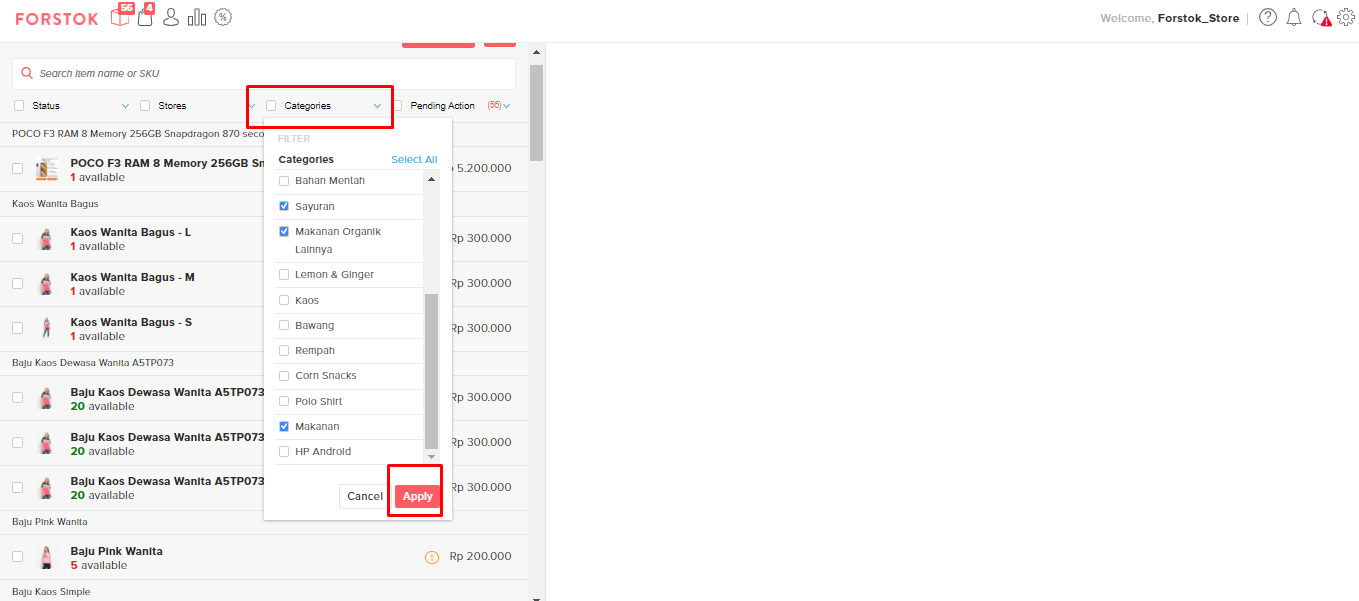 FORSTOK 56 4 % Welcome, Forstok_Store
Search Item name or SKU
Status Stores Categories Pending Action (56)
POCO F3 RAM 8 Memory 256GB Snapdragon 870 seco
POCO F3 RAM 8 Memory 256GB Sn
5.200.000
1 available
Kaos Wanita Bagus
Kaos Wanita Bagus - L
1 available
Rp 300.000
Kaos Wanita Bagus - M
1 available
Rp 300.000
Kaos Wanita Bagus - S
1 available
Rp 300.000
Baju Kaos Dewasa Wanita A5TP073
Baju Kaos Dewasa Wanita A5TP073
20 available
Rp 300.000
Baju Kaos Dewasa Wanita A5TP073
20 available
Rp 300.000
Baju Kaos Dewasa Wanita A5TP073
20 available
Rp 300.000
Baju Pink Wanita
Baju Pink Wanita
5 available
Rp 200.000
Baju Kaos Simple
FILTER
Categories Select All
Bahan Mentah
Sayuran
Makanan Organik
Lainnya
Lemon & Ginger
Kaos
Bawang
Rempah
Corn Snacks
Polo Shirt
Makanan
HP Android
Cancel Apply